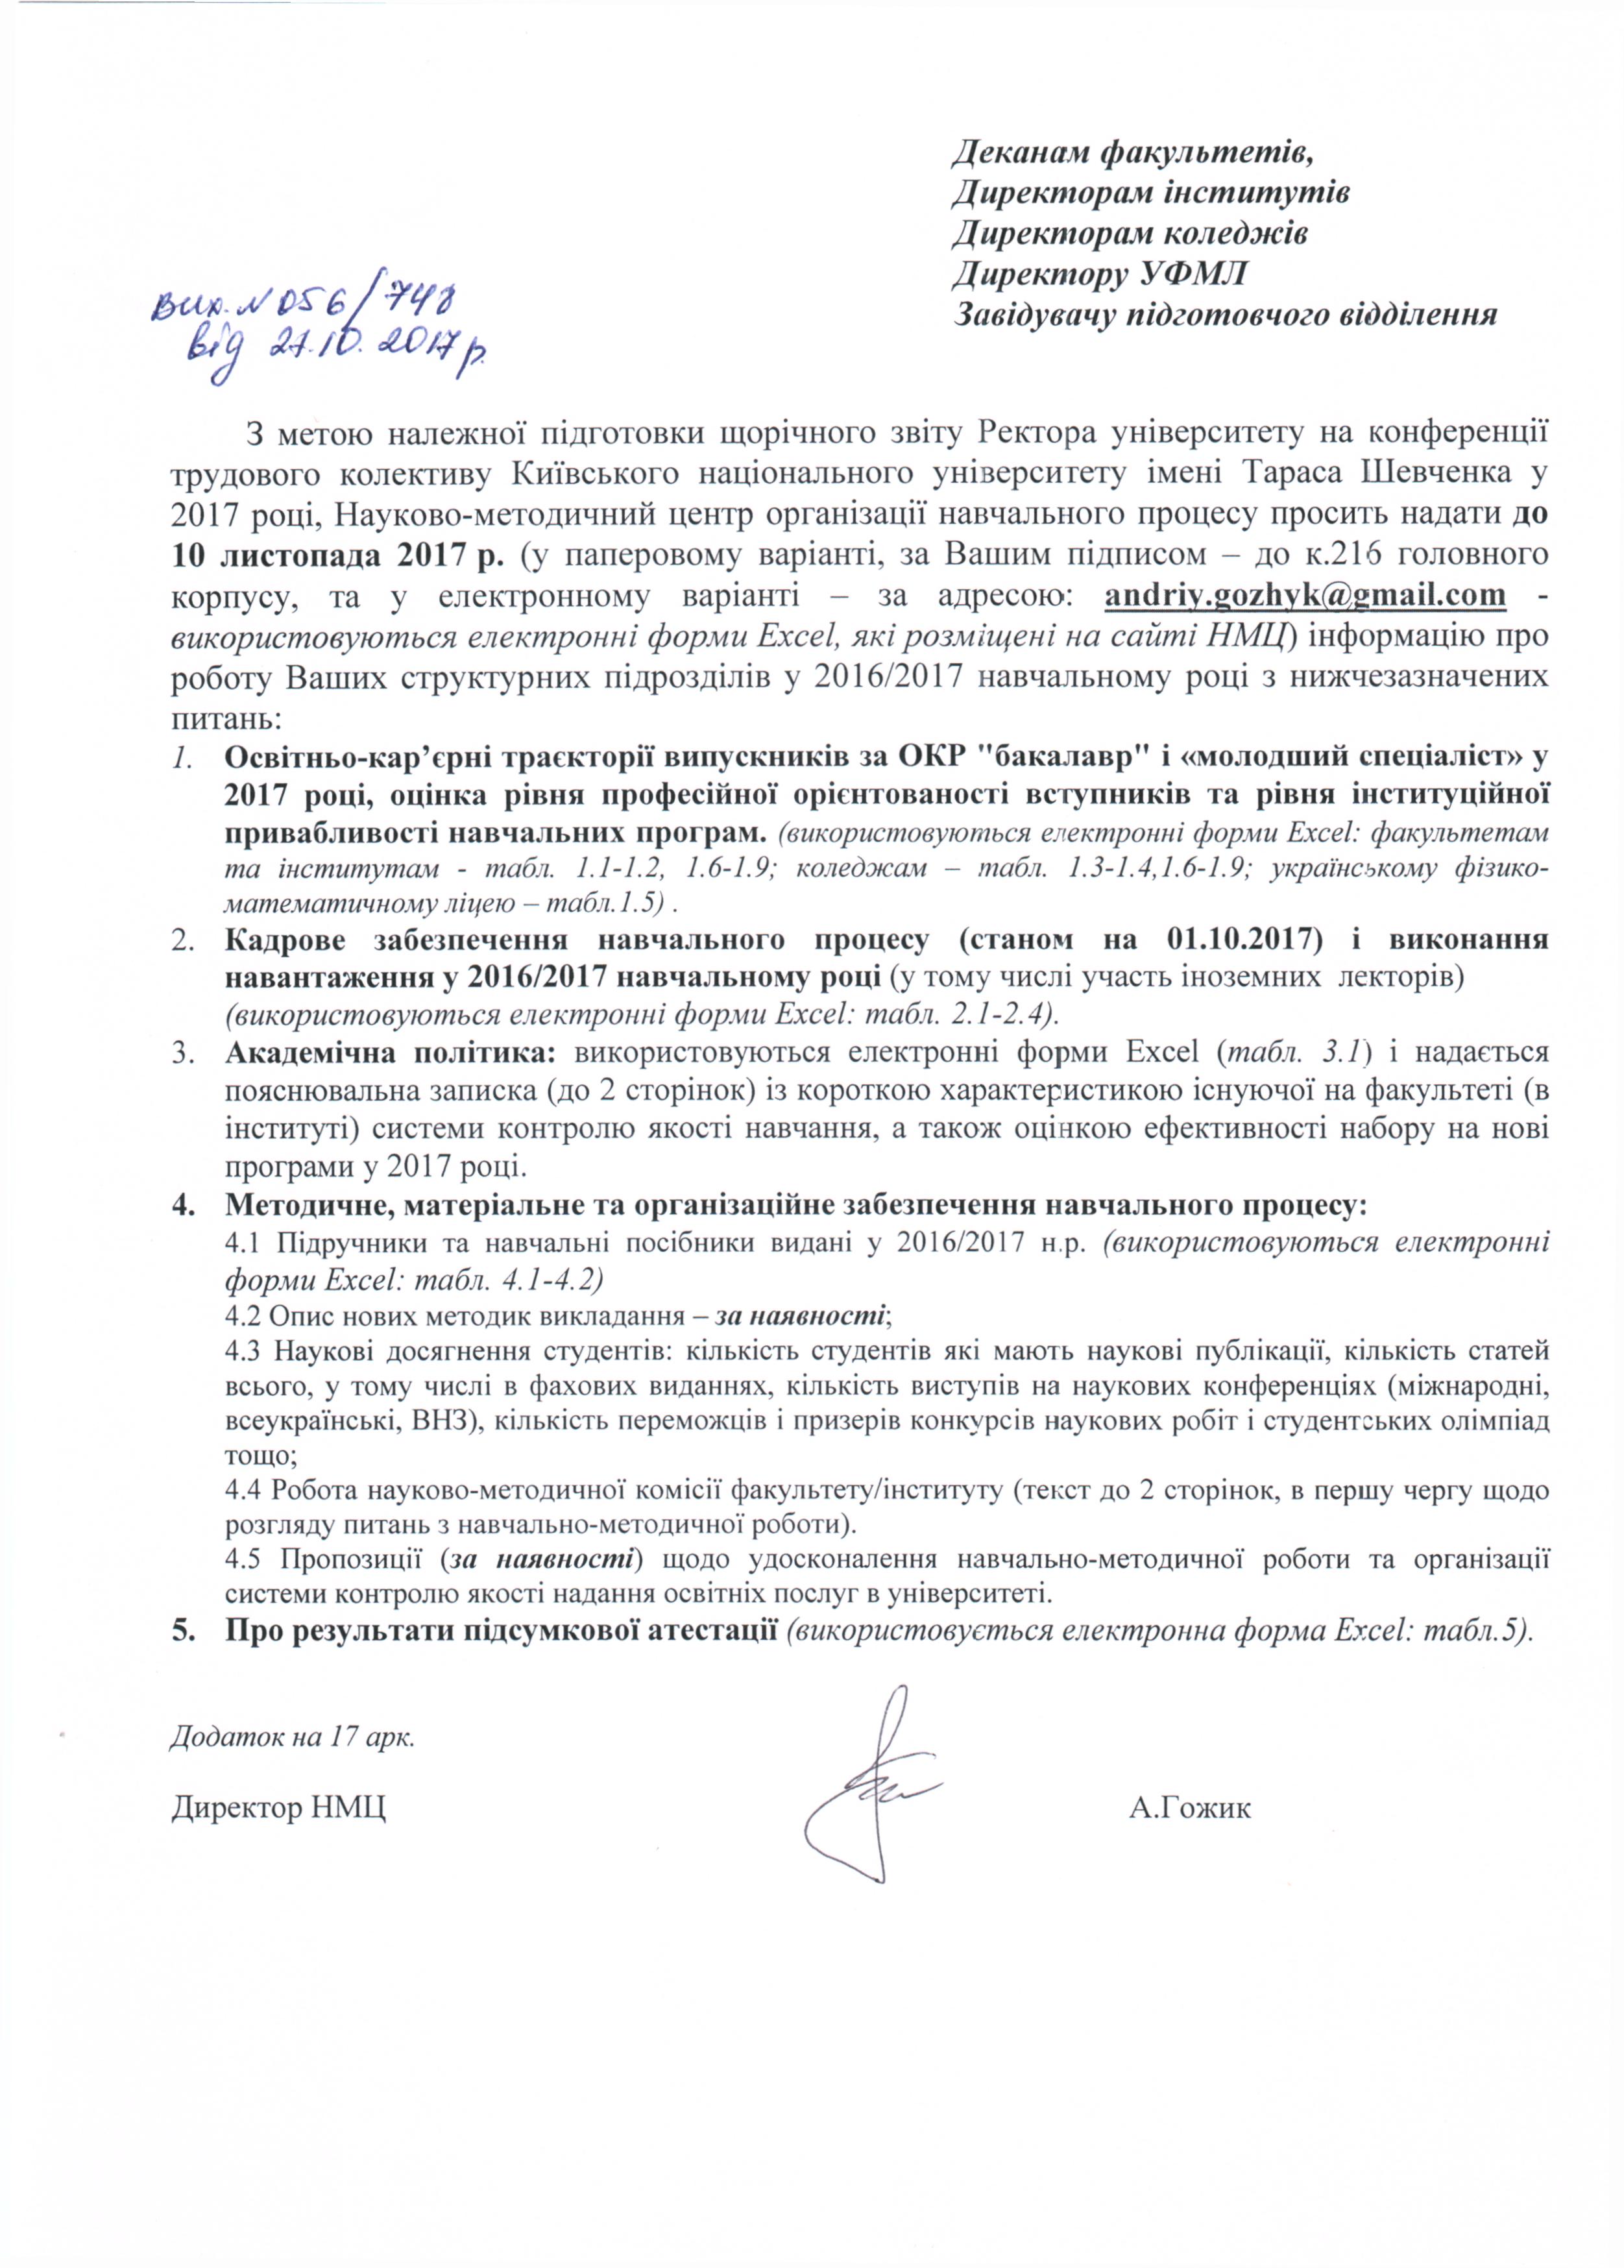 Деканам факультетів,
Директорам інститутів
Директорам коледжів
Директору УФМЛ
Завідувачу підготовчого відділення
Вих. N 056/748
від 27.10.2017 р.
З метою належної підготовки щорічного звіту Ректора університету на конференції
трудового колективу Київського національного університету імені Тараса Шевченка у
2017 році, Науково-методичний центр організації навчального процесу просить надати до
10 листопада 2017 р. (у паперовому варіанті, за Вашим підписом – до к.216 головного
корпусу, та у електронному варіанті – за адресою: andriy.gozhyk@gmail.com -
використовуються електронні форми Excel, які розміщені на сайті НМЦ) інформацію про
роботу Ваших структурних підрозділів у 2016/2017 навчальному році з нижчезазначених
питань:
1. Освітньо-кар’єрні траєкторії випускників за ОКР "бакалавр" і «молодший спеціаліст» у
2017 році, оцінка рівня професійної орієнтованості вступників та рівня інституційної
привабливості навчальних програм. (використовуються електронні форми Excel: факультетам
та інститутам - табл. 1.1-1.2, 1.6-1.9; коледжам – табл. 1.3-1.4,1.6-1.9; українському фізико-
математичному ліцею – табл.1.5) .
2. Кадрове забезпечення навчального процесу (станом на 01.10.2017) і виконання
навантаження у 2016/2017 навчальному році (у тому числі участь іноземних лекторів)
(використовуються електронні форми Excel: табл. 2.1-2.4).
3. Академічна політика: використовуються електронні форми Excel (табл. 3.1) і надається
пояснювальна записка (до 2 сторінок) із короткою характеристикою існуючої на факультеті (в
інституті) системи контролю якості навчання, а також оцінкою ефективності набору на нові
програми у 2017 році.
4. Методичне, матеріальне та організаційне забезпечення навчального процесу:
4.1 Підручники та навчальні посібники видані у 2016/2017 н.р. (використовуються електронні
форми Excel: табл. 4.1-4.2)
4.2 Опис нових методик викладання – за наявності;
4.3 Наукові досягнення студентів: кількість студентів які мають наукові публікації, кількість статей
всього, у тому числі в фахових виданнях, кількість виступів на наукових конференціях (міжнародні,
всеукраїнські, ВНЗ), кількість переможців і призерів конкурсів наукових робіт і студентських олімпіад
тощо;
4.4 Робота науково-методичної комісії факультету/інституту (текст до 2 сторінок, в першу чергу щодо
розгляду питань з навчально-методичної роботи).
4.5 Пропозиції (за наявності) щодо удосконалення навчально-методичної роботи та організації
системи контролю якості надання освітніх послуг в університеті.
5. Про результати підсумкової атестації (використовується електронна форма Excel: табл.5).
Додаток на 17 арк.
Директор НМЦ А.Гожик